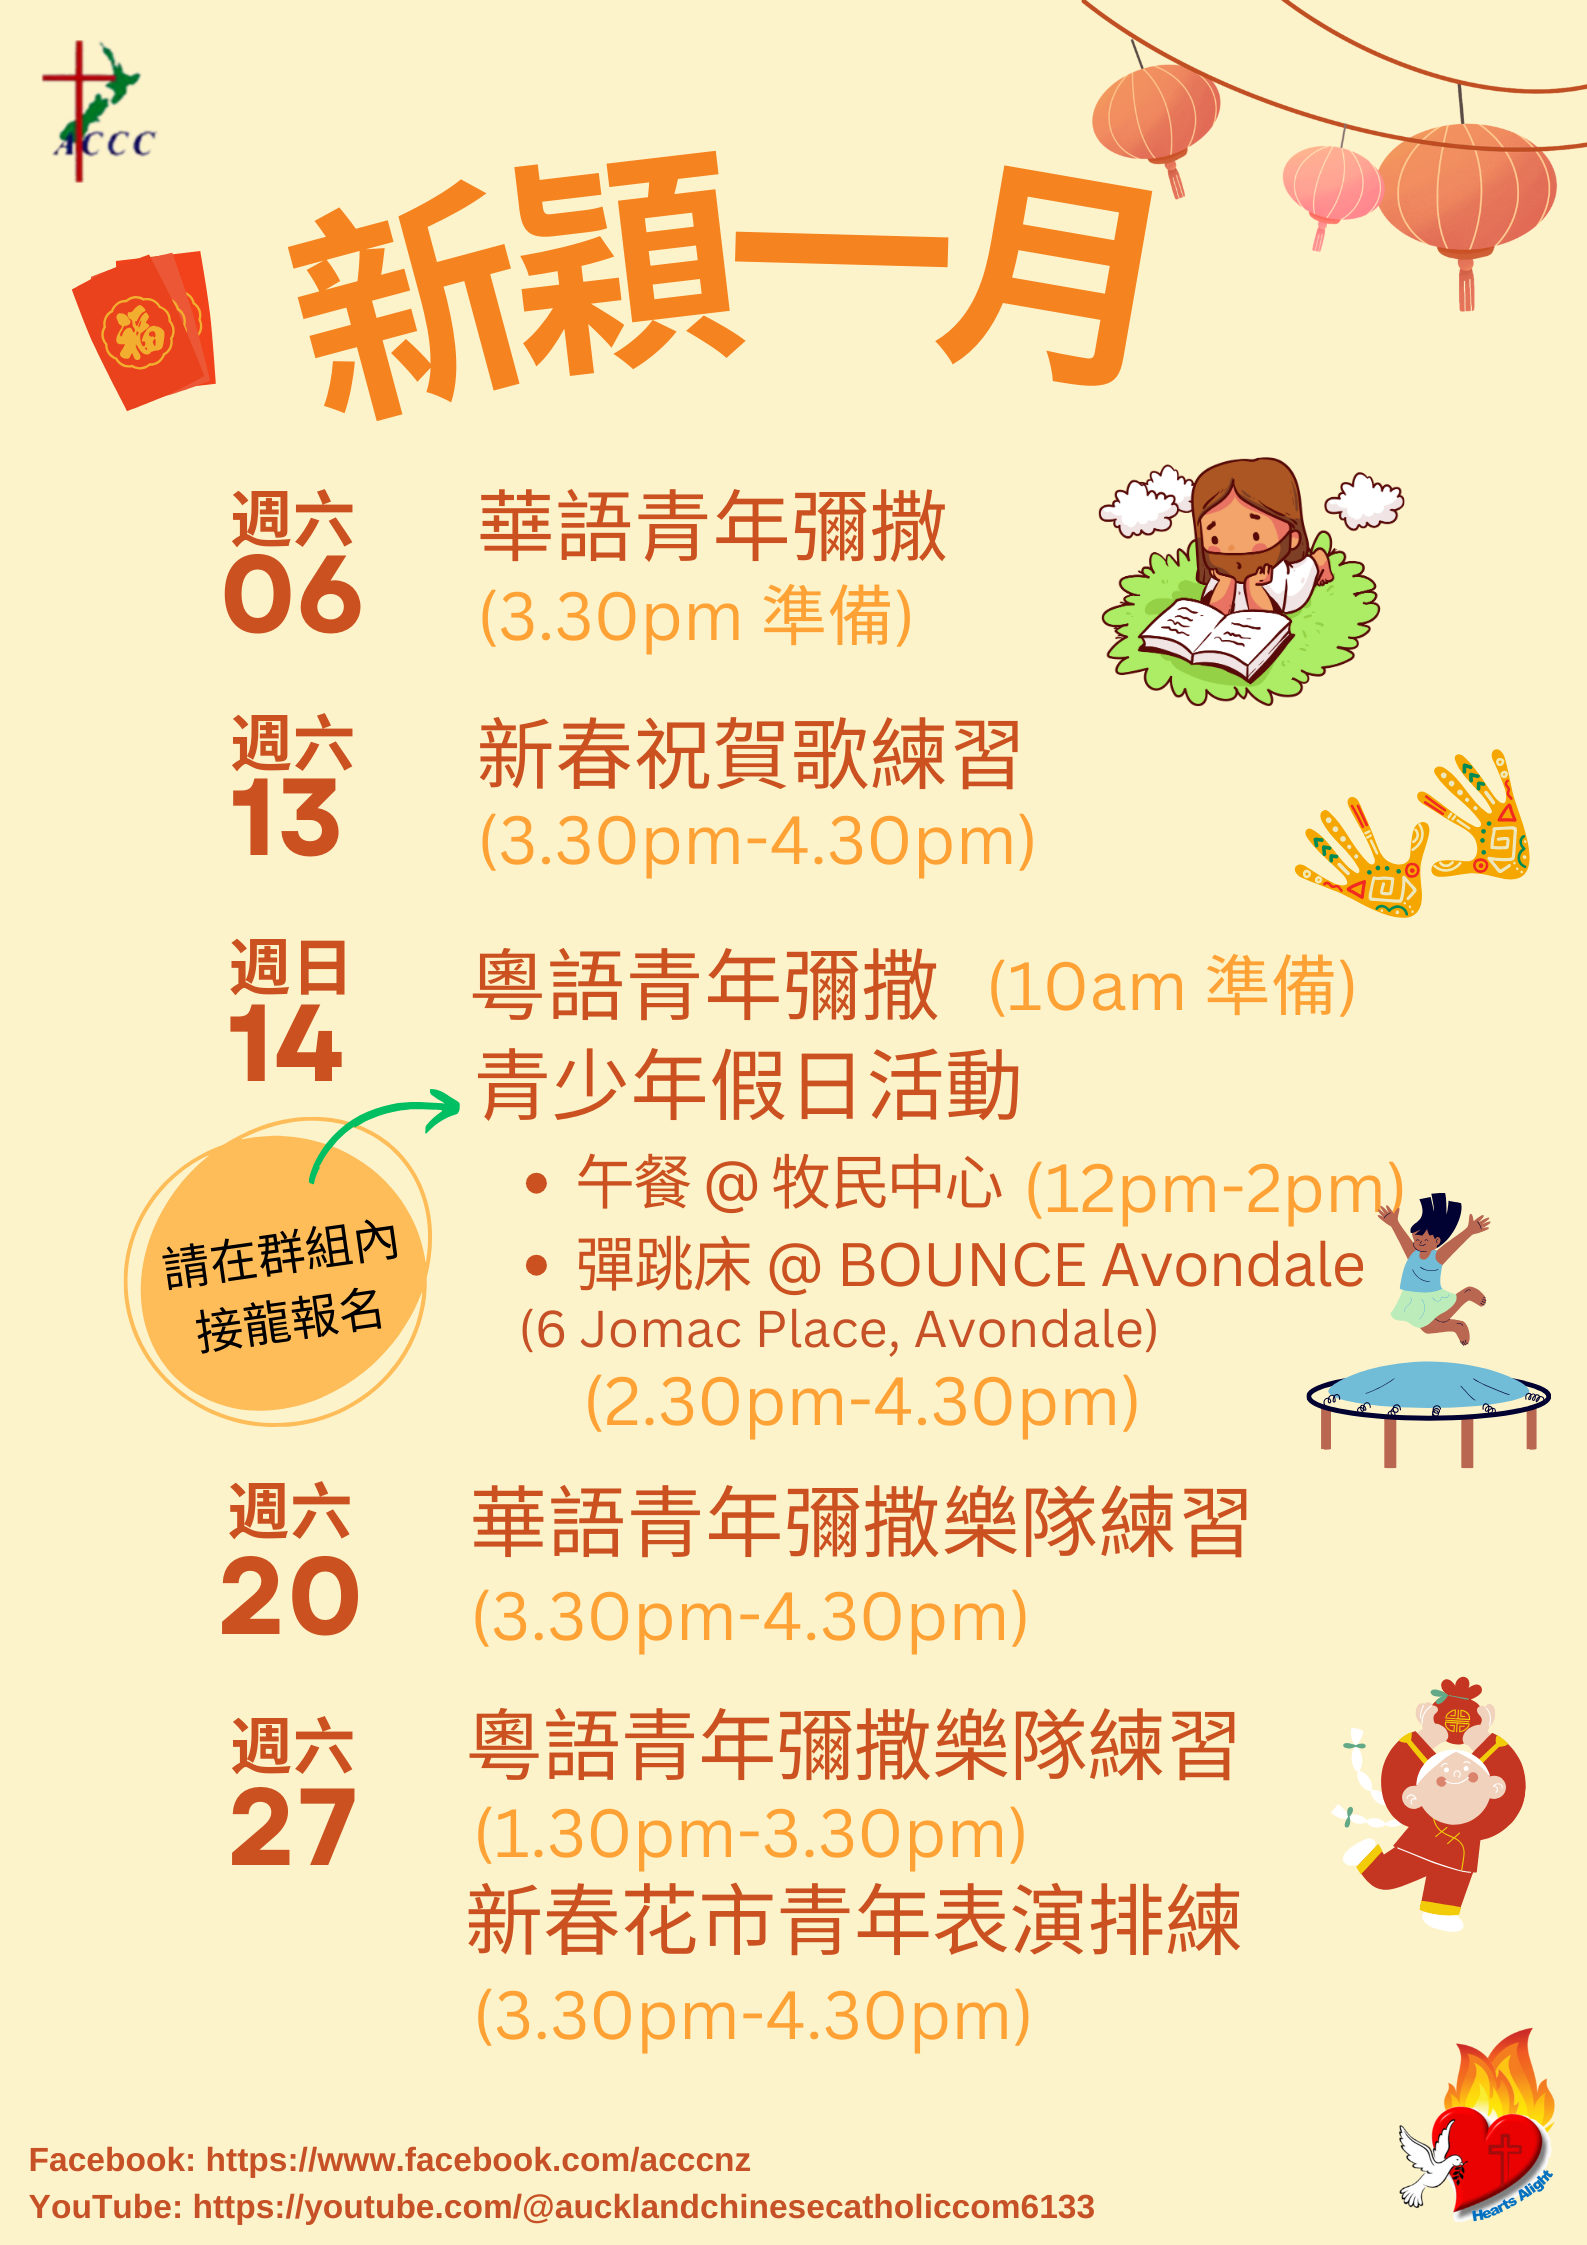 ACCC
新穎一月
福
週六
06
華語青年彌撒
(3.30pm 準備)
週六
13
新春祝賀歌練習
(3.30pm-4.30pm)
週日
14
粵語青年彌撒 (10am 準備)
青少年假日活動
• 午餐 @ 牧民中心 (12pm-2pm)
• 彈跳床 @ BOUNCE Avondale
(6 Jomac Place, Avondale)
(2.30pm-4.30pm)
請在群組內
接龍報名
週六
20
華語青年彌撒樂隊練習
(3.30pm-4.30pm)
週六
27
粵語青年彌撒樂隊練習
(1.30pm-3.30pm)
新春花市青年表演排練
(3.30pm-4.30pm)
Facebook: https://www.facebook.com/acccnz
YouTube: https://youtube.com/@aucklandchinesecatholiccom6133
Hearts Alight